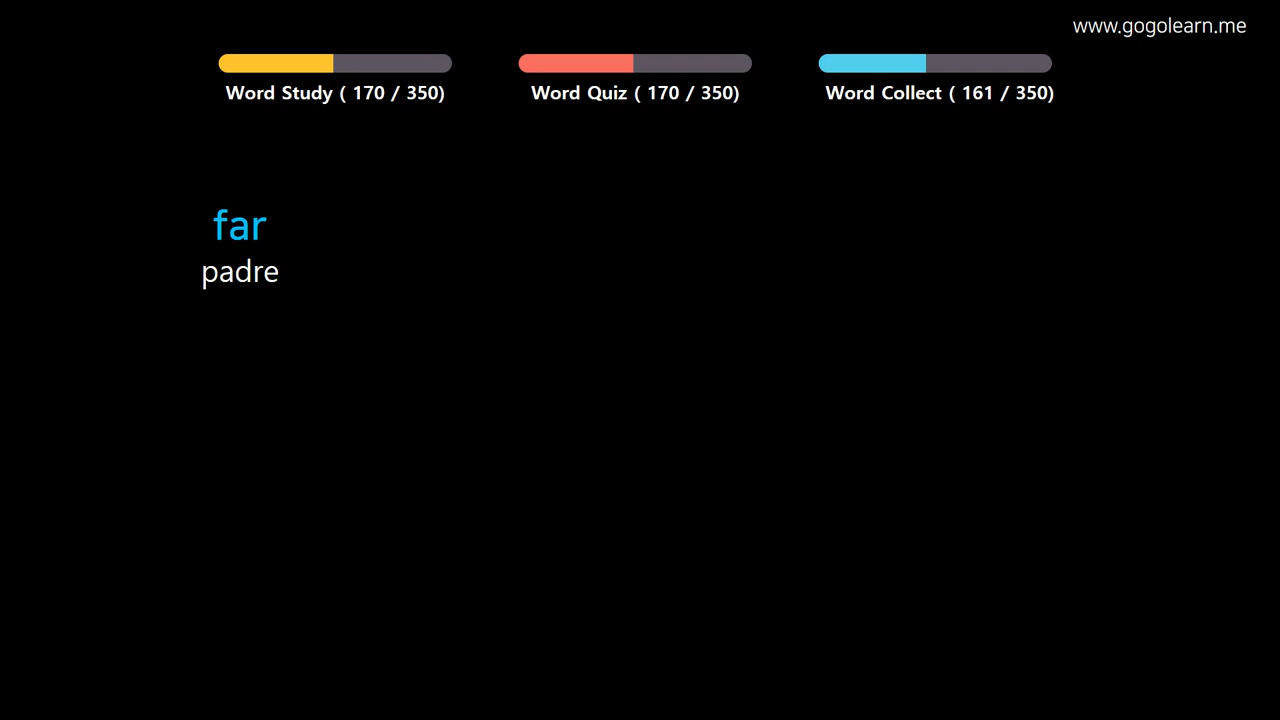 www.gogolearn.me
Word Study ( 170 / 350)
Word Quiz ( 170 / 350)
Word Collect ( 161 / 350)
far
padre